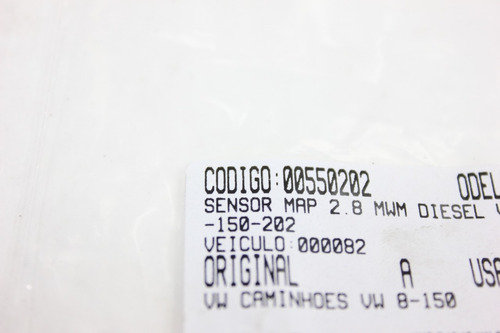 CODIGO:00550202 ODEL
SENSOR MAP 2.8 MWM DIESEL V
-150-202
VEICULO:000082
ORIGINAL A USA
VW CAMINHOES VW 8-150